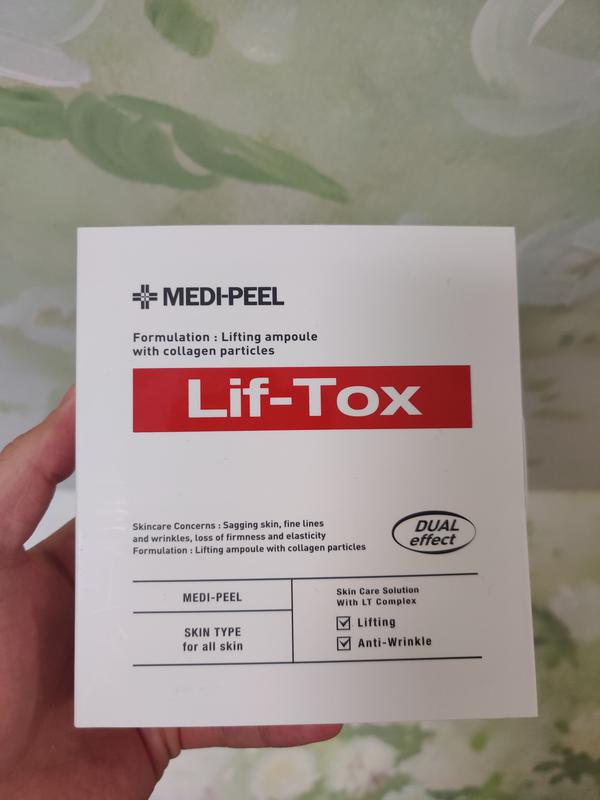 MEDI-PEEL
Formulation : Lifting ampoule
with collagen particles
Lif-Tox
Skincare Concerns : Sagging skin, fine lines
and wrinkles, loss of firmness and elasticity
Formulation : Lifting ampoule with collagen particles
DUAL
effect
MEDI-PEEL
SKIN TYPE
for all skin
Skin Care Solution
With LT Complex
Lifting
Anti-Wrinkle